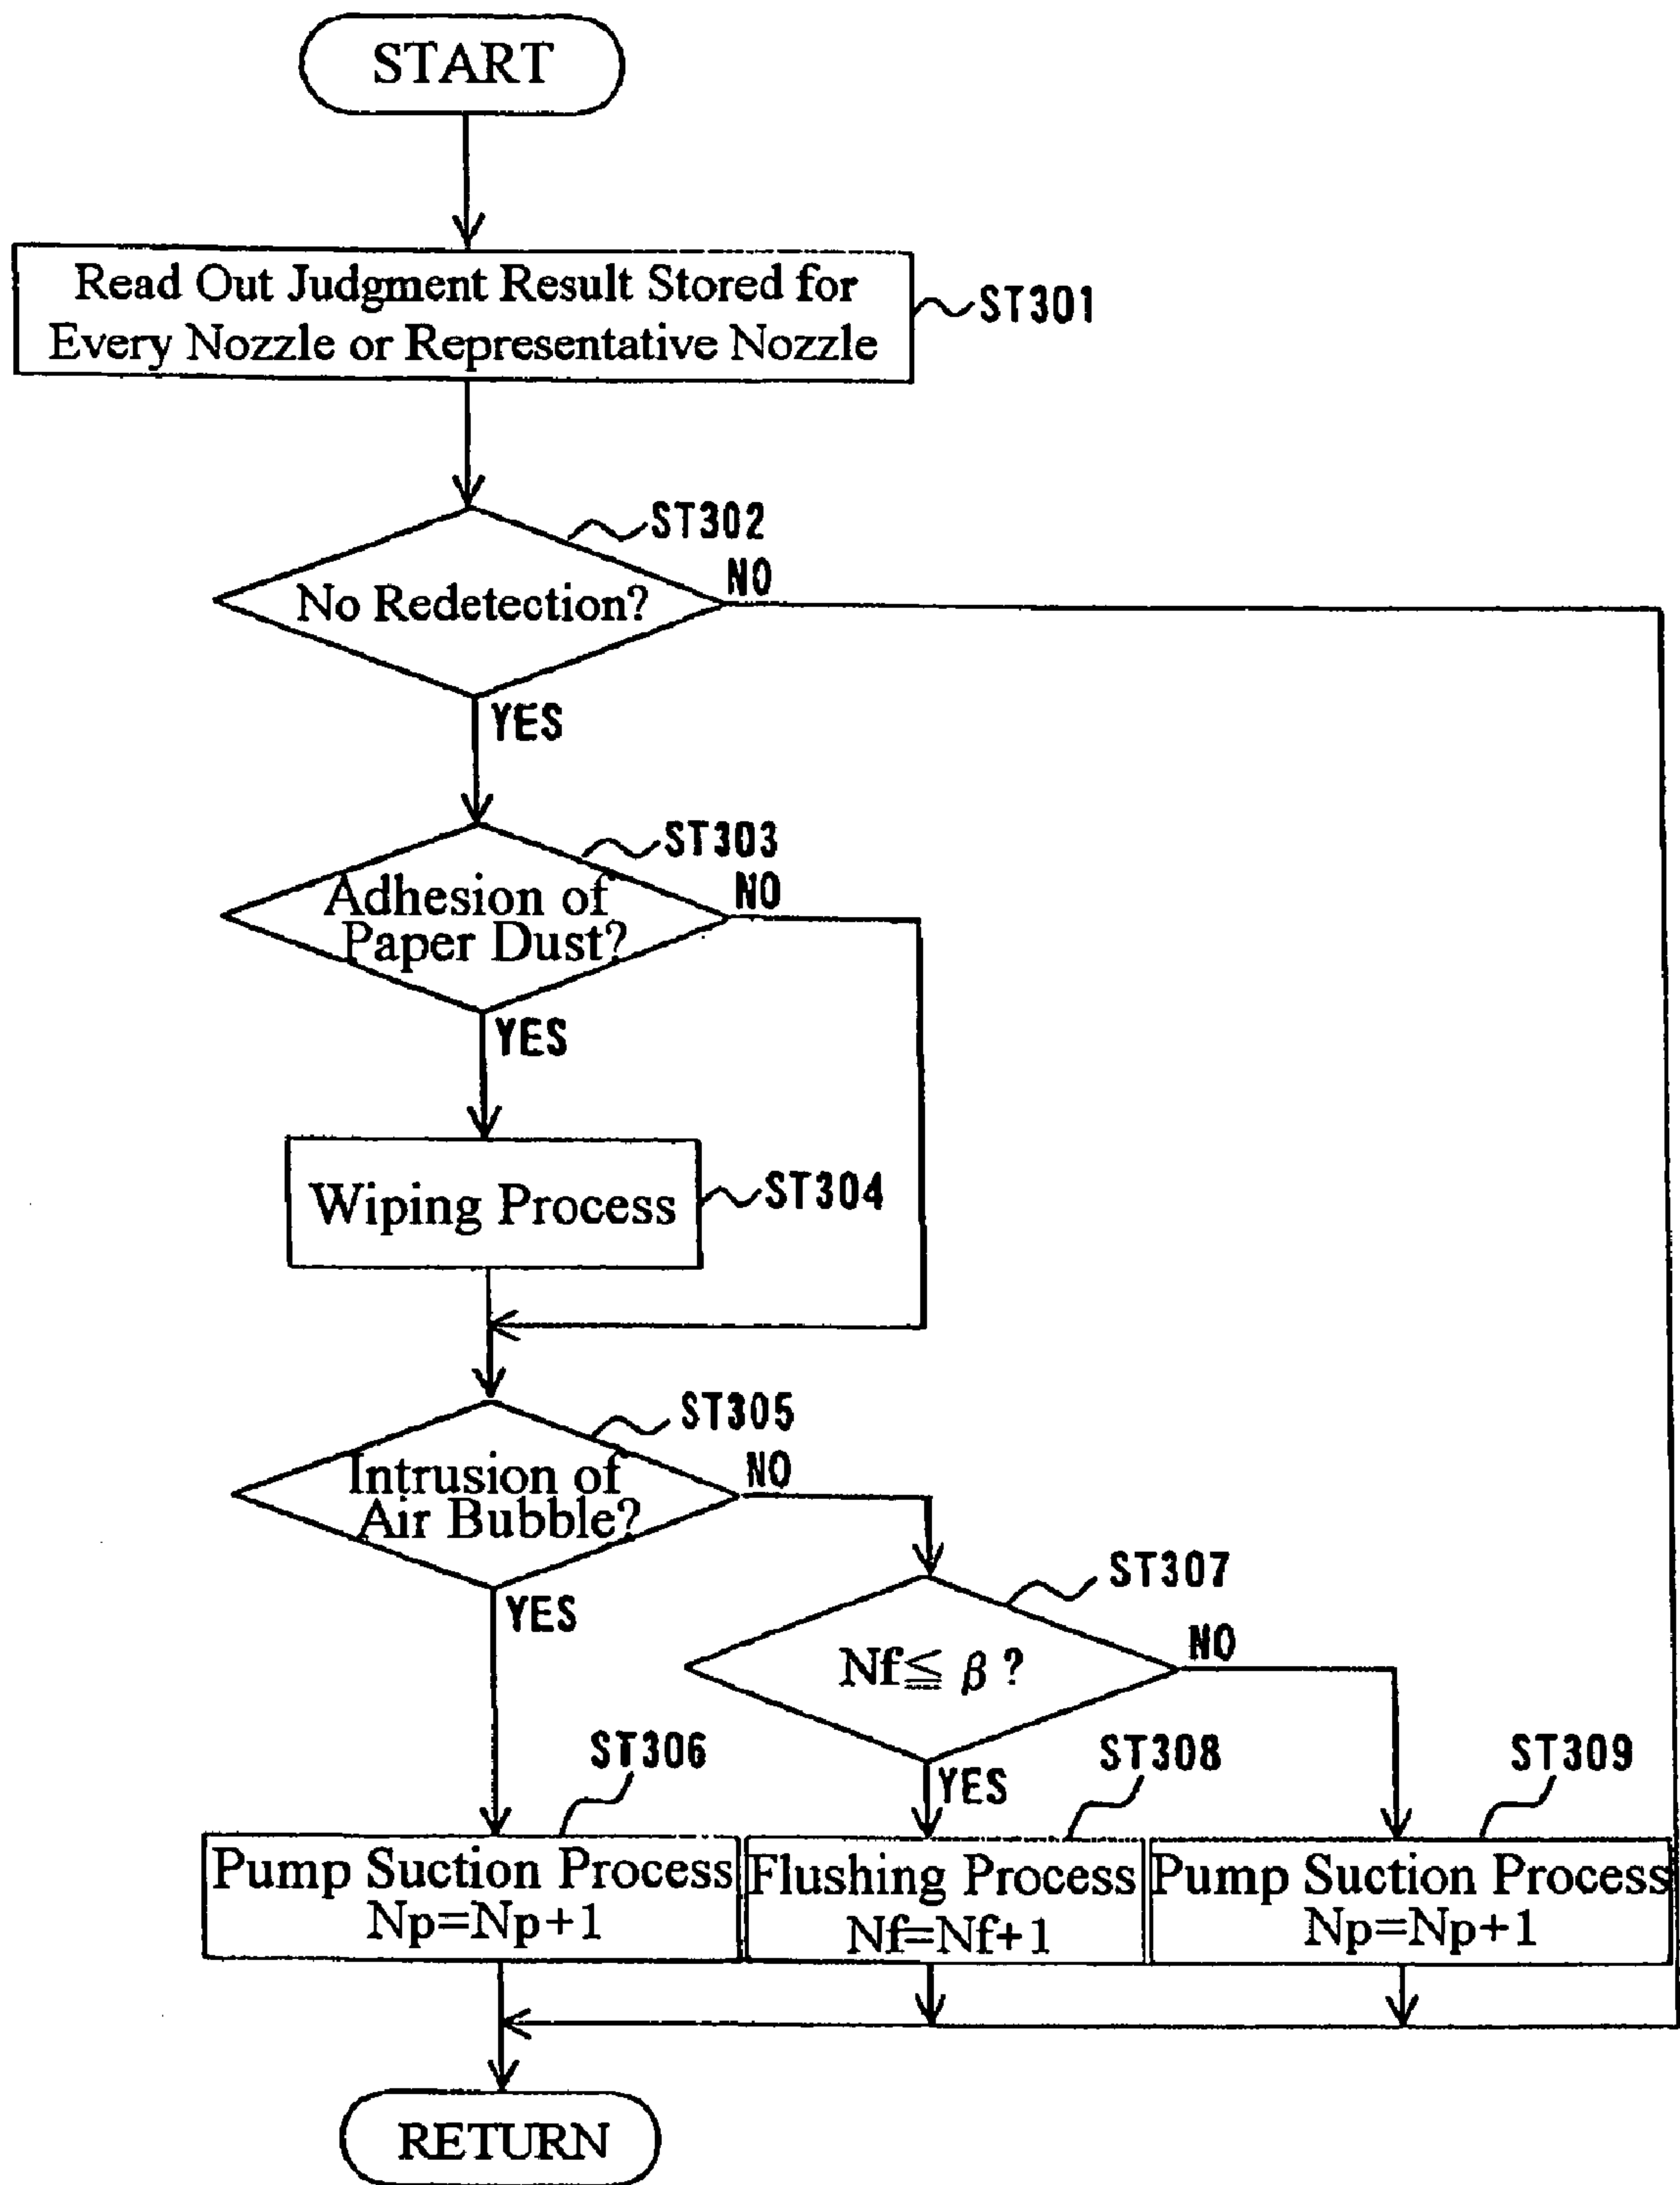 START
Read Out Judgment Result Stored for
Every Nozzle or Representative Nozzle
ST301
ST302
No Redetection?
NO
YES
ST303
Adhesion of
Paper Dust?
NO
YES
Wiping Process
ST304
ST305
Intrusion of
Air Bubble?
NO
YES
ST307
Nf≦ β ?
NO
YES
ST306
Pump Suction Process
Np=Np+1
ST308
Flushing Process
Nf=Nf+1
ST309
Pump Suction Process
Np=Np+1
RETURN